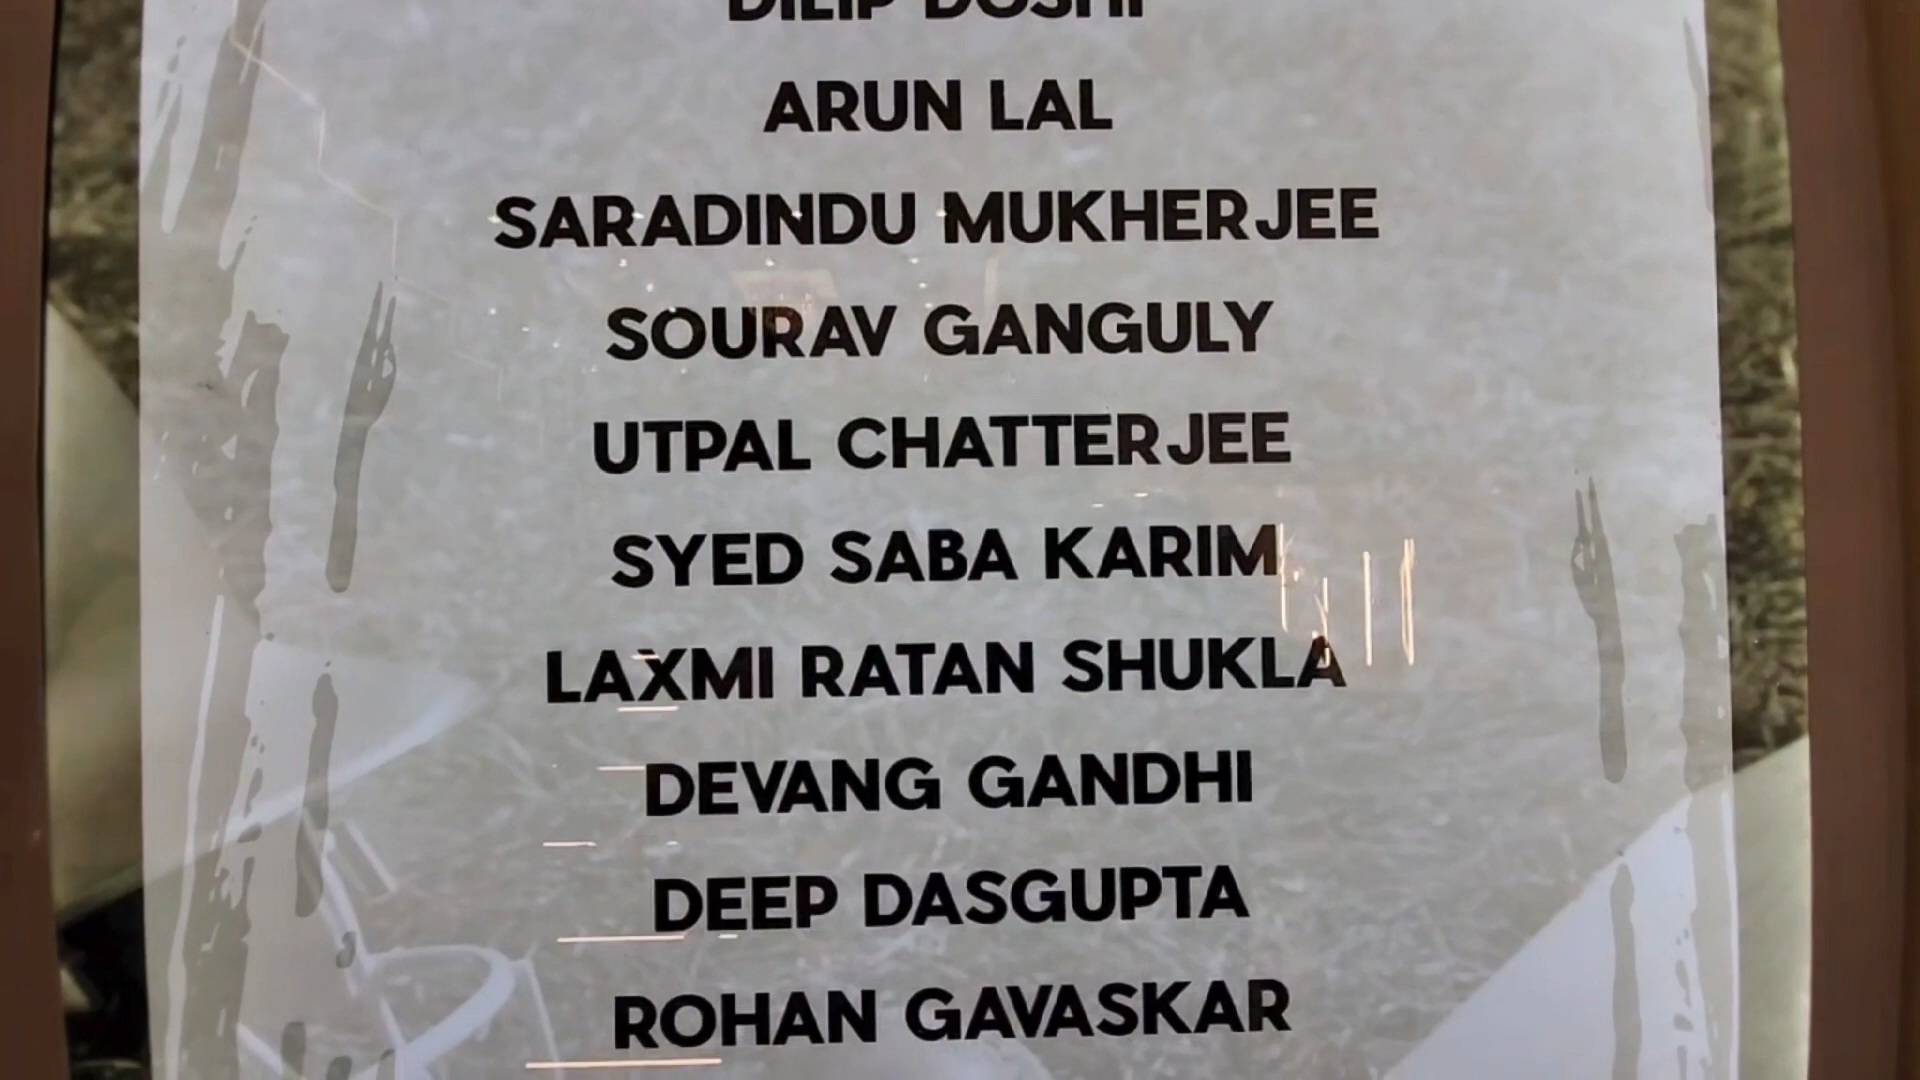 DILIP DOSHI
ARUN LAL
SARADINDU MUKHERJEE
SOURAV GANGULY
UTPAL CHATTERJEE
SYED SABA KARIM
LAXMI RATAN SHUKLA
DEVANG GANDHI
DEEP DASGUPTA
ROHAN GAVASKAR